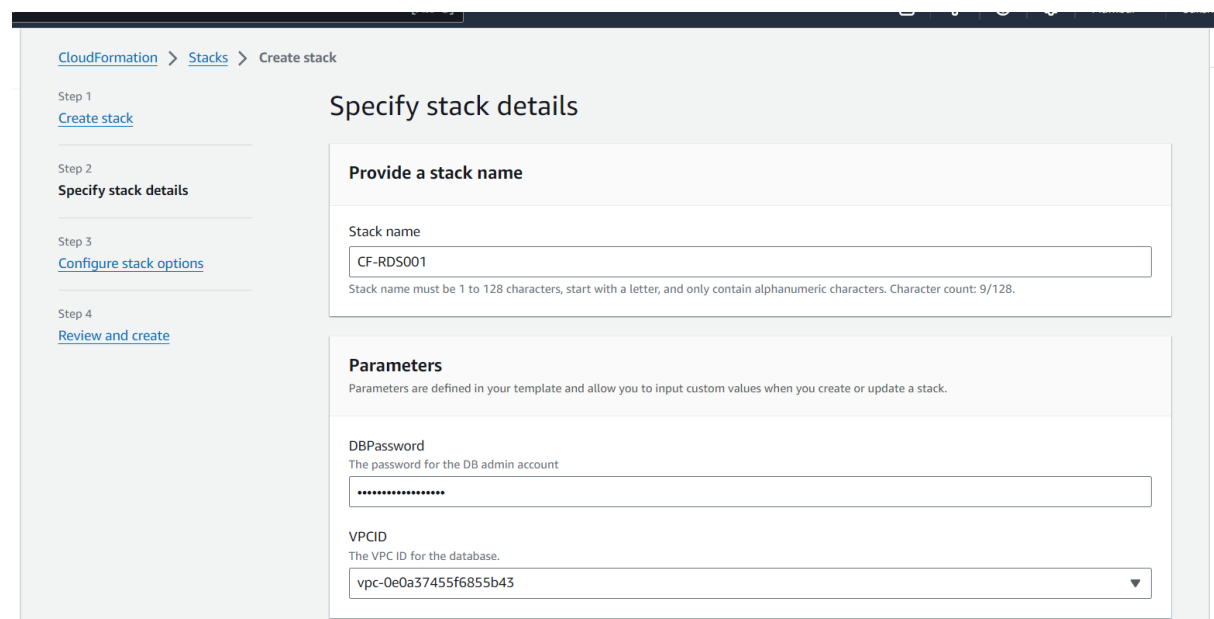 CloudFormation > Stacks > Create stack
Step 1
Create stack
Step 2
Specify stack details
Step 3
Configure stack options
Step 4
Review and create
Specify stack details
Provide a stack name
Stack name
CF-RDS001
Stack name must be 1 to 128 characters, start with a letter, and only contain alphanumeric characters. Character count: 9/128.
Parameters
Parameters are defined in your template and allow you to input custom values when you create or update a stack.
DBPassword
The password for the DB admin account
••••••••••••••••••
VPCID
The VPC ID for the database.
vpc-0e0a37455f6855b43